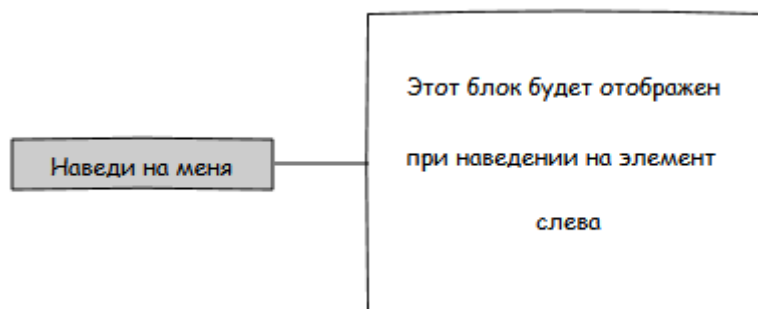 Наведи на меня
Этот блок будет отображен
при наведении на элемент
слева